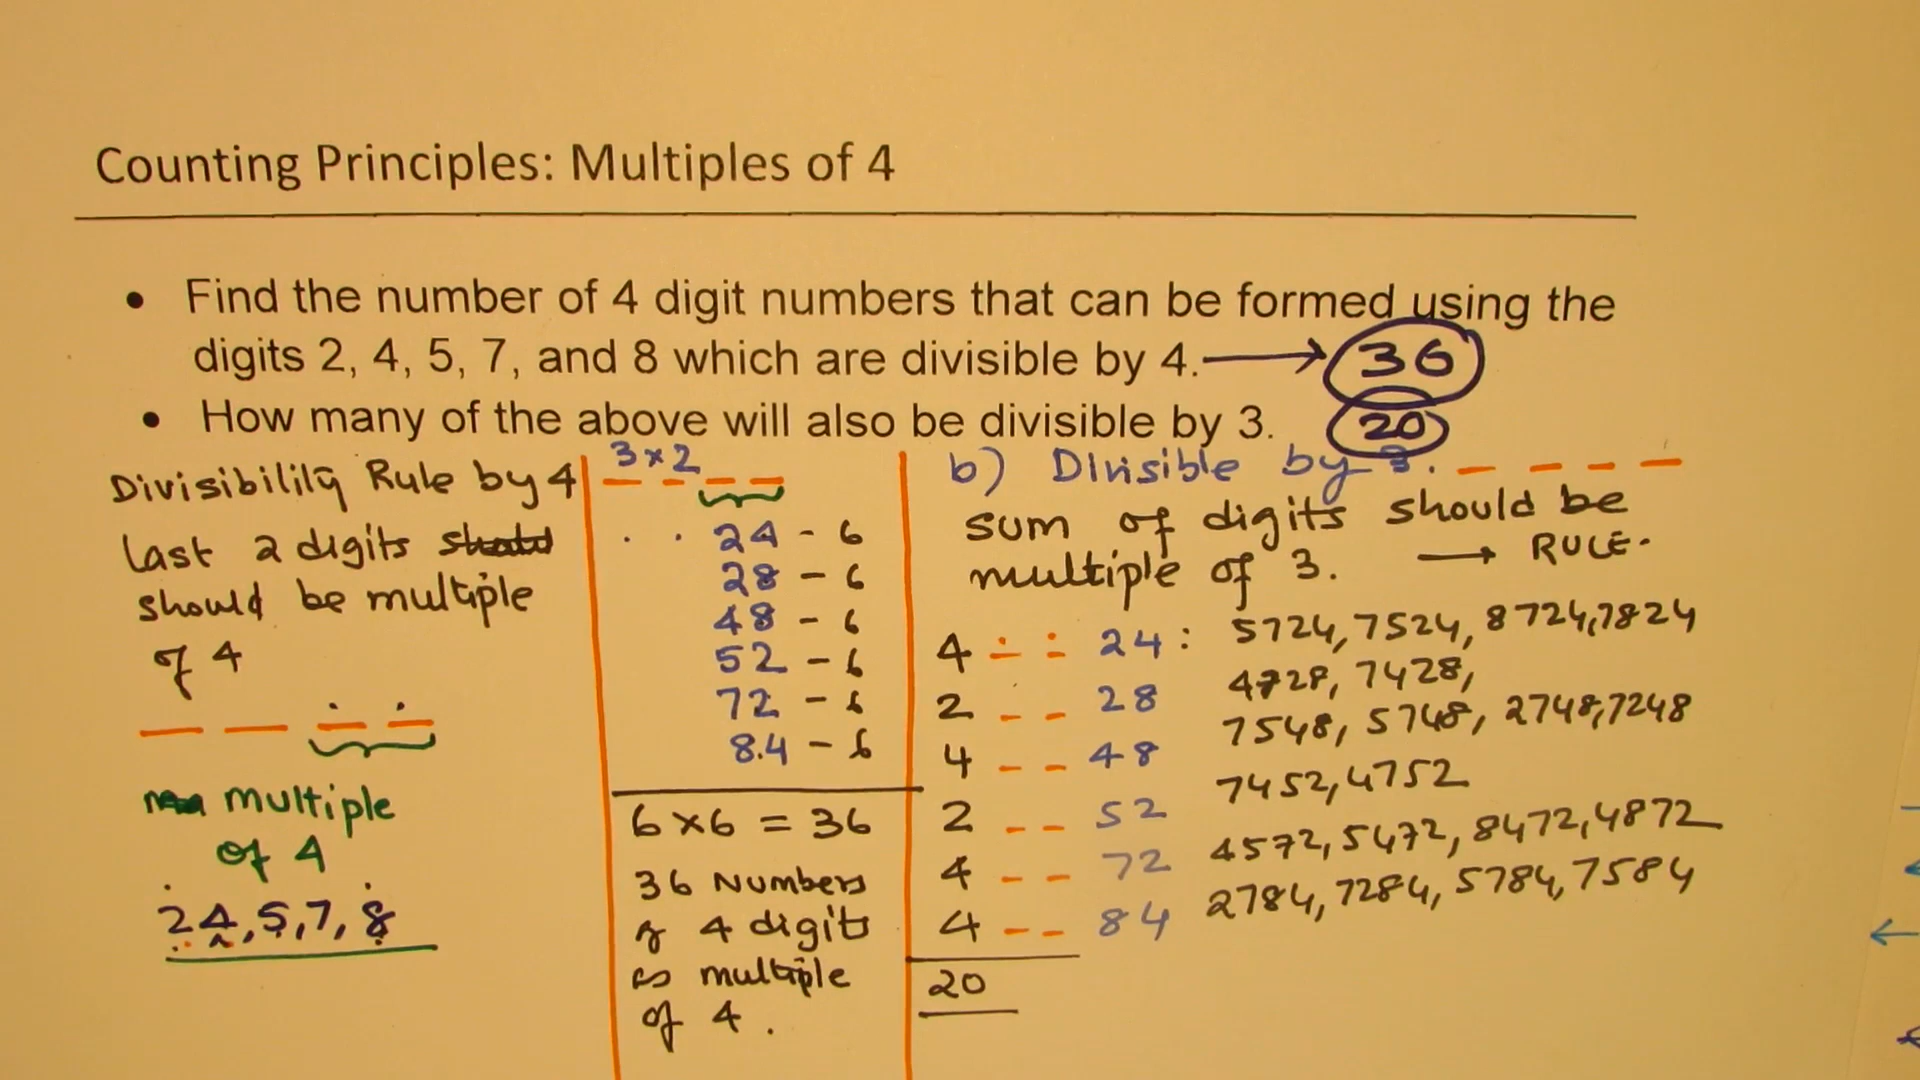 Counting Principles: Multiples of 4
• Find the number of 4 digit numbers that can be formed using the
digits 2, 4, 5, 7, and 8 which are divisible by 4. → 36
• How many of the above will also be divisible by 3. 20
Divisibility Rule by 4
last 2 digits
should be multiple
of 4
multiple
of 4
2 4, 5, 7, 8
3 × 2
24 - 6
28 - 6
48 - 6
52 - 6
72 - 6
8.4 - 6
6 × 6 = 36
36 Numbers
of 4 digits
as multiple
of 4.
b) Divisible by 3.
sum of digits should be
multiple of 3. → RULE.
4 _ _ 24 : 5724, 7524, 8724, 7824
2 _ _ 28 4728, 7428,
4 _ _ 48 7548, 5748, 2748, 7248
2 _ _ 52 7452, 4752
4 _ _ 72 4572, 5472, 8472, 4872
4 _ _ 84 2784, 7284, 5784, 7584
20